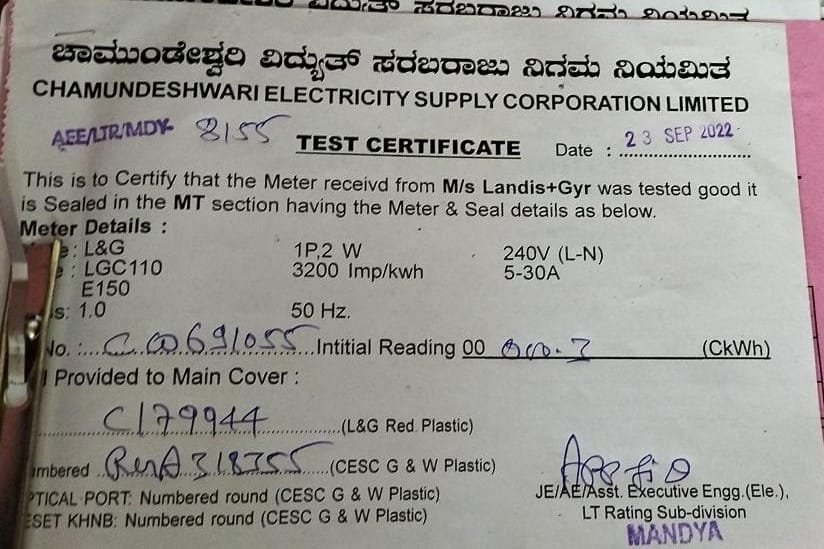 ವಿದ್ಯುತ್ ಸರಬರಾಜು ನಿಗಮ ನಿಯಮಿತ
ಚಾಮುಂಡೇಶ್ವರಿ ವಿದ್ಯುತ್ ಸರಬರಾಜು ನಿಗಮ ನಿಯಮಿತ
CHAMUNDESHWARI ELECTRICITY SUPPLY CORPORATION LIMITED
AEE/LTR/MDY- 8155 TEST CERTIFICATE Date : 23 SEP 2022
This is to Certify that the Meter receivd from M/s Landis+Gyr was tested good it
is Sealed in the MT section having the Meter & Seal details as below.
Meter Details :
: L&G 1P,2 W 240V (L-N)
: LGC110 3200 Imp/kwh 5-30A
E150
s: 1.0 50 Hz.
No. : Intitial Reading 00 (CkWh)
Provided to Main Cover :
C179944 (L&G Red Plastic)
mbered 318355 (CESC G & W Plastic)
PTICAL PORT: Numbered round (CESC G & W Plastic)
ESET KHNB: Numbered round (CESC G & W Plastic)
JE/AE/Asst. Executive Engg.(Ele.),
LT Rating Sub-division
MANDYA